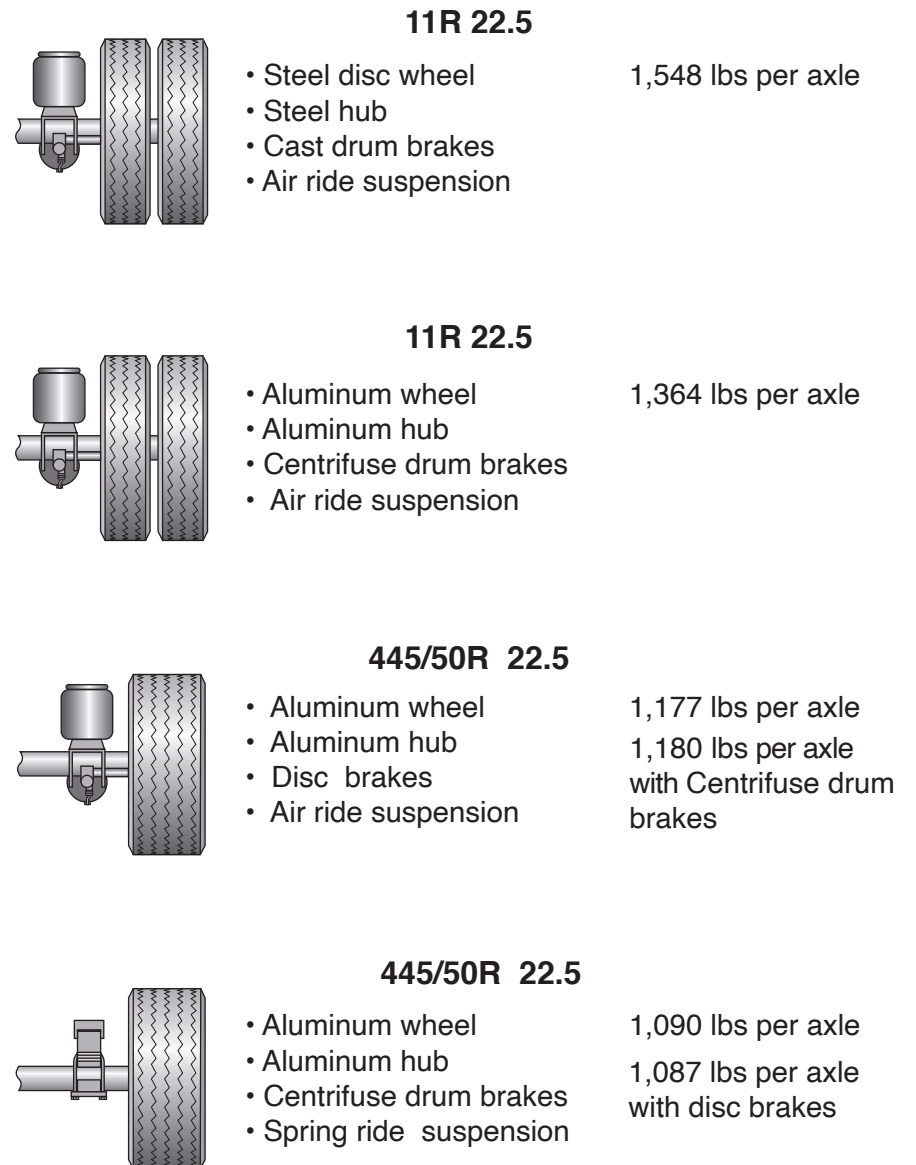 11R 22.5
• Steel disc wheel
• Steel hub
• Cast drum brakes
• Air ride suspension
1,548 lbs per axle
11R 22.5
• Aluminum wheel
• Aluminum hub
• Centrifuse drum brakes
• Air ride suspension
1,364 lbs per axle
445/50R 22.5
• Aluminum wheel
• Aluminum hub
• Disc brakes
• Air ride suspension
1,177 lbs per axle
1,180 lbs per axle
with Centrifuse drum
brakes
445/50R 22.5
• Aluminum wheel
• Aluminum hub
• Centrifuse drum brakes
• Spring ride suspension
1,090 lbs per axle
1,087 lbs per axle
with disc brakes